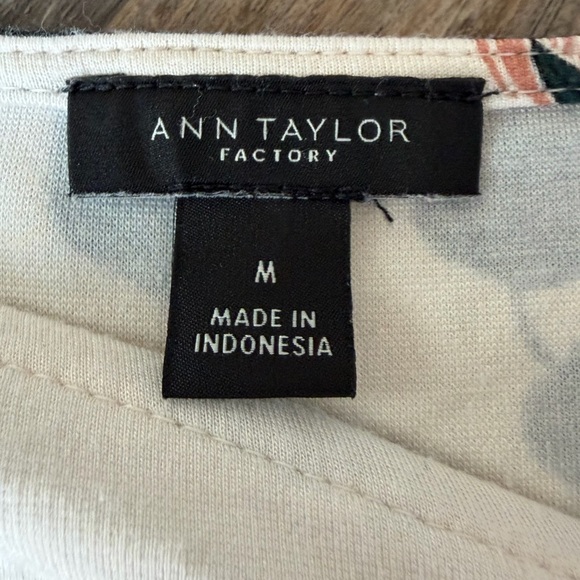 ANN TAYLOR
FACTORY
M
MADE IN
INDONESIA